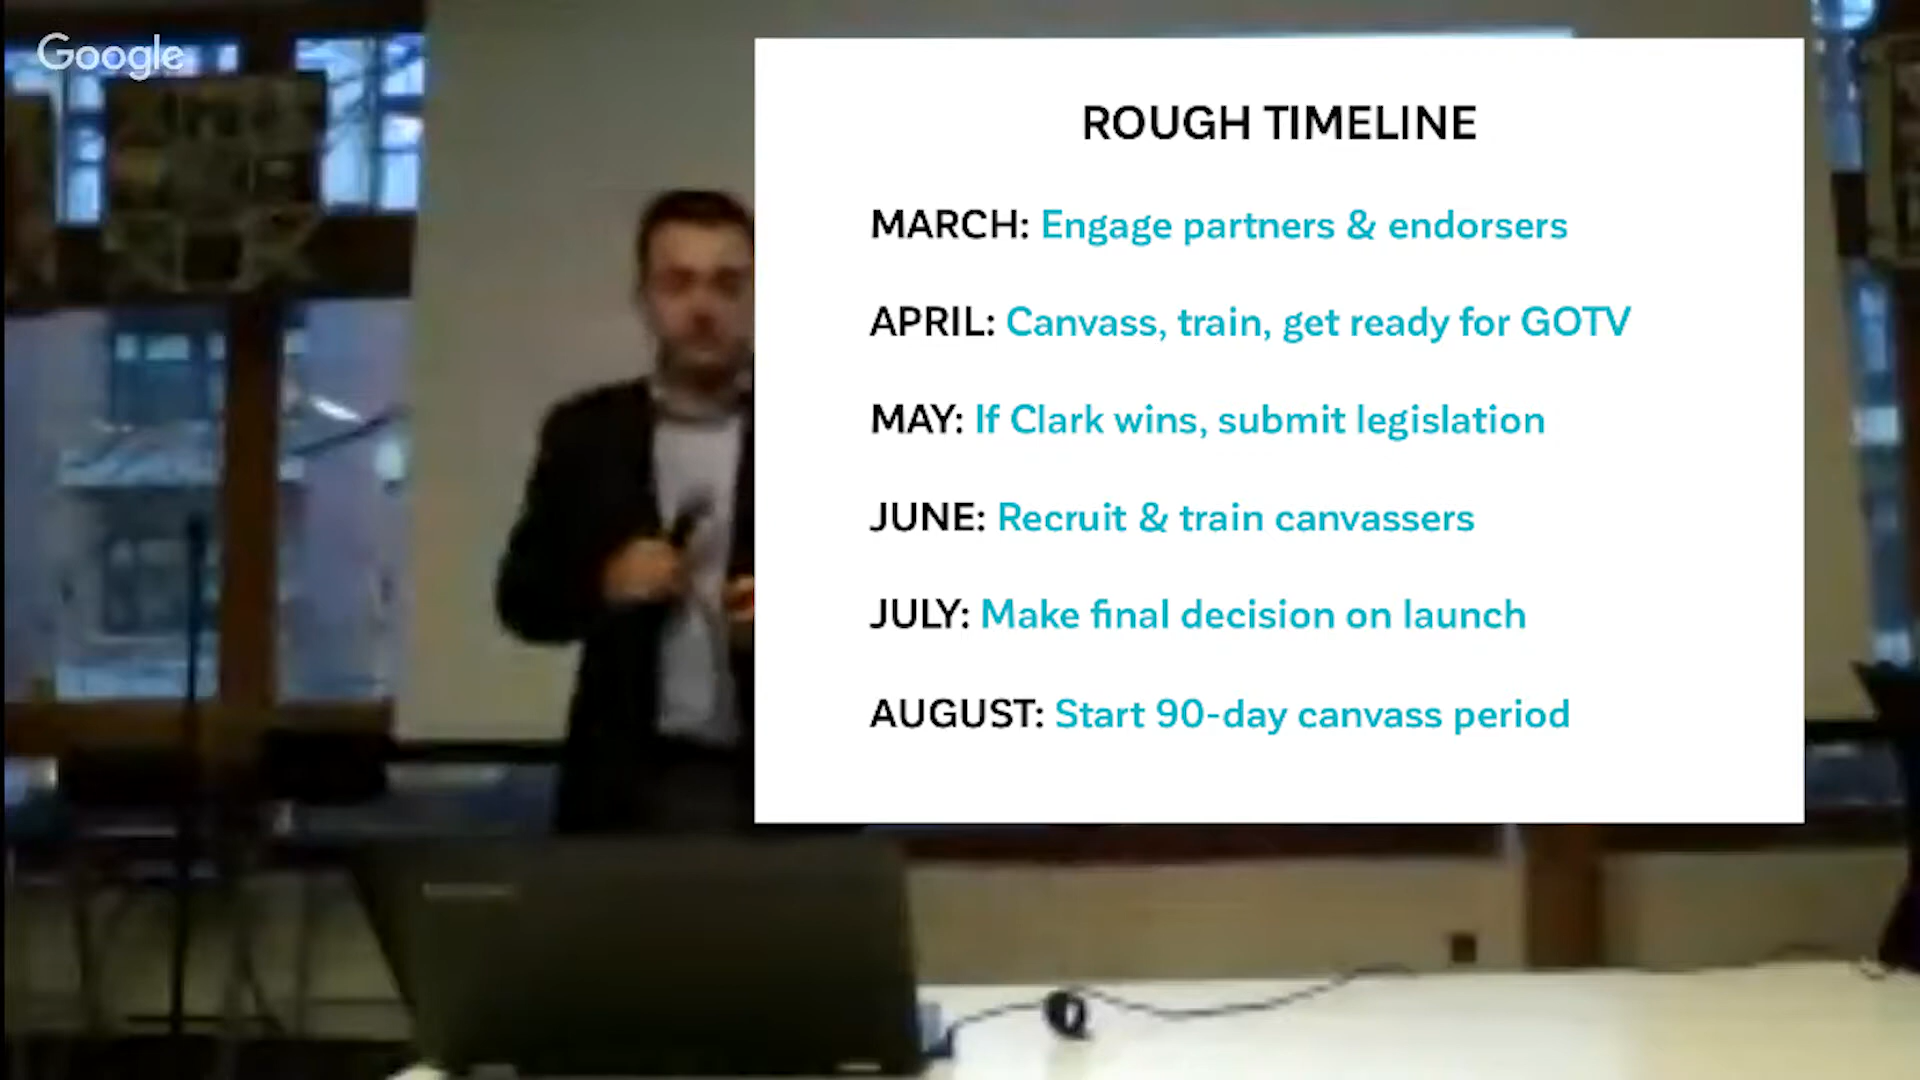 Google
ROUGH TIMELINE
MARCH: Engage partners & endorsers
APRIL: Canvass, train, get ready for GOTV
MAY: If Clark wins, submit legislation
JUNE: Recruit & train canvassers
JULY: Make final decision on launch
AUGUST: Start 90-day canvass period